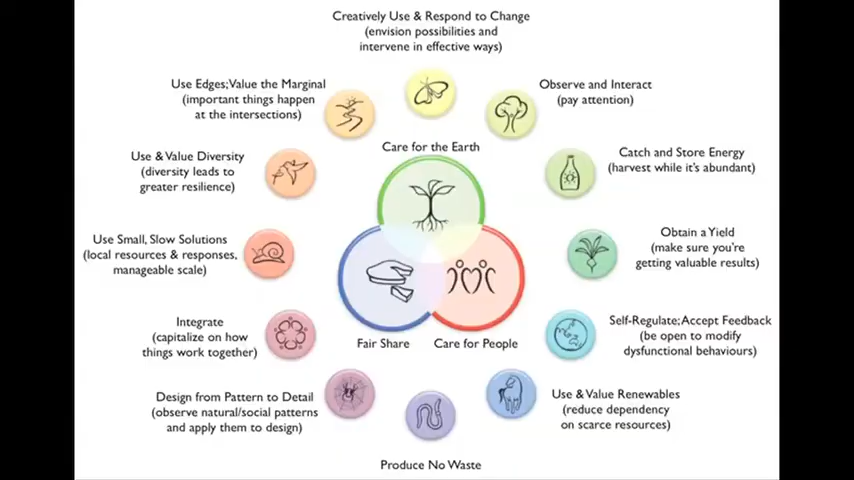 Creatively Use & Respond to Change
(envision possibilities and
intervene in effective ways)
Use Edges; Value the Marginal
(important things happen
at the intersections)
Observe and Interact
(pay attention)
Care for the Earth
Use & Value Diversity
(diversity leads to
greater resilience)
Catch and Store Energy
(harvest while it's abundant)
Use Small, Slow Solutions
(local resources & responses,
manageable scale)
Obtain a Yield
(make sure you're
getting valuable results)
Integrate
(capitalize on how
things work together)
Self-Regulate; Accept Feedback
(be open to modify
dysfunctional behaviours)
Fair Share
Care for People
Design from Pattern to Detail
(observe natural/social patterns
and apply them to design)
Use & Value Renewables
(reduce dependency
on scarce resources)
Produce No Waste